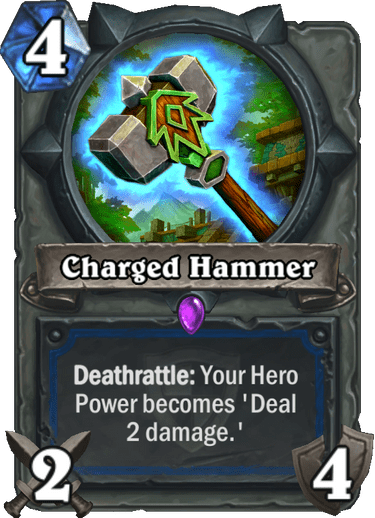 4
Charged Hammer
Deathrattle: Your Hero
Power becomes 'Deal
2 damage.'
2
4